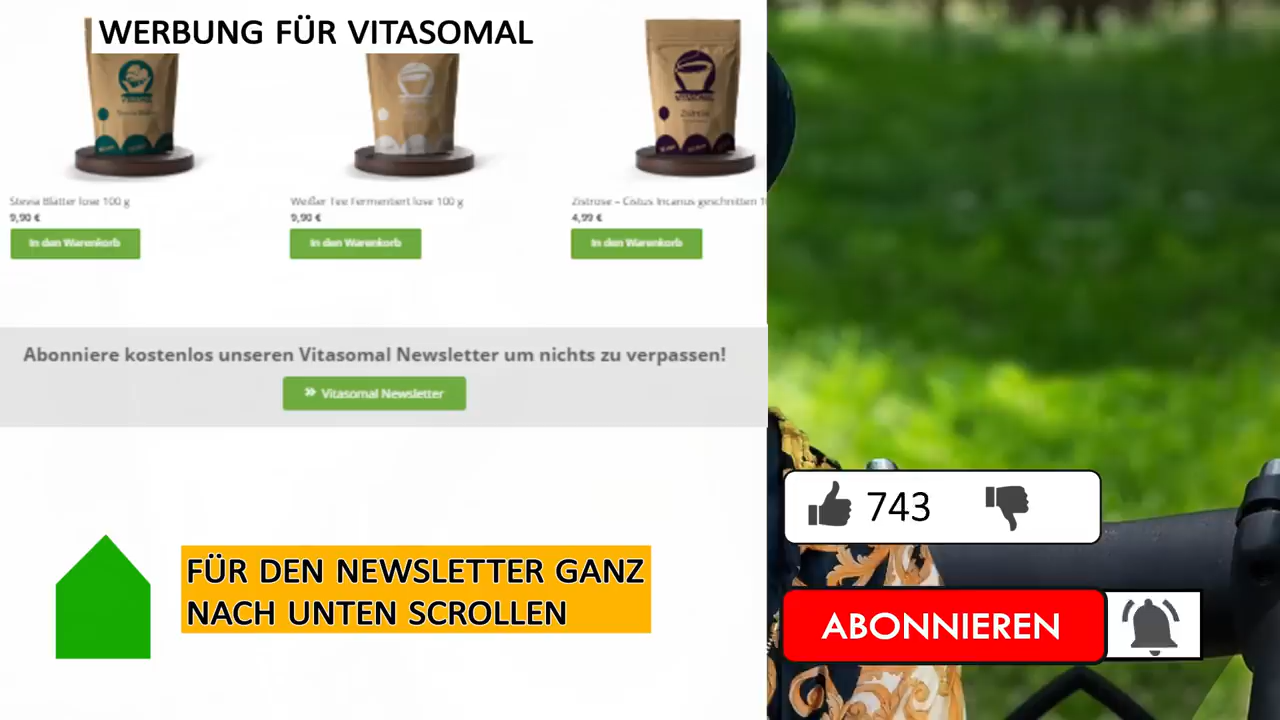 WERBUNG FÜR VITASOMAL
Stevia Blätter lose 100 g
9,90 €
In den Warenkorb
Weißer Tee Fermentiert lose 100 g
9,90 €
In den Warenkorb
Zistrose – Cistus Incanus geschnitten
4,99 €
In den Warenkorb
Abonniere kostenlos unseren Vitasomal Newsletter um nichts zu verpassen!
» Vitasomal Newsletter
FÜR DEN NEWSLETTER GANZ
NACH UNTEN SCROLLEN
743
ABONNIEREN